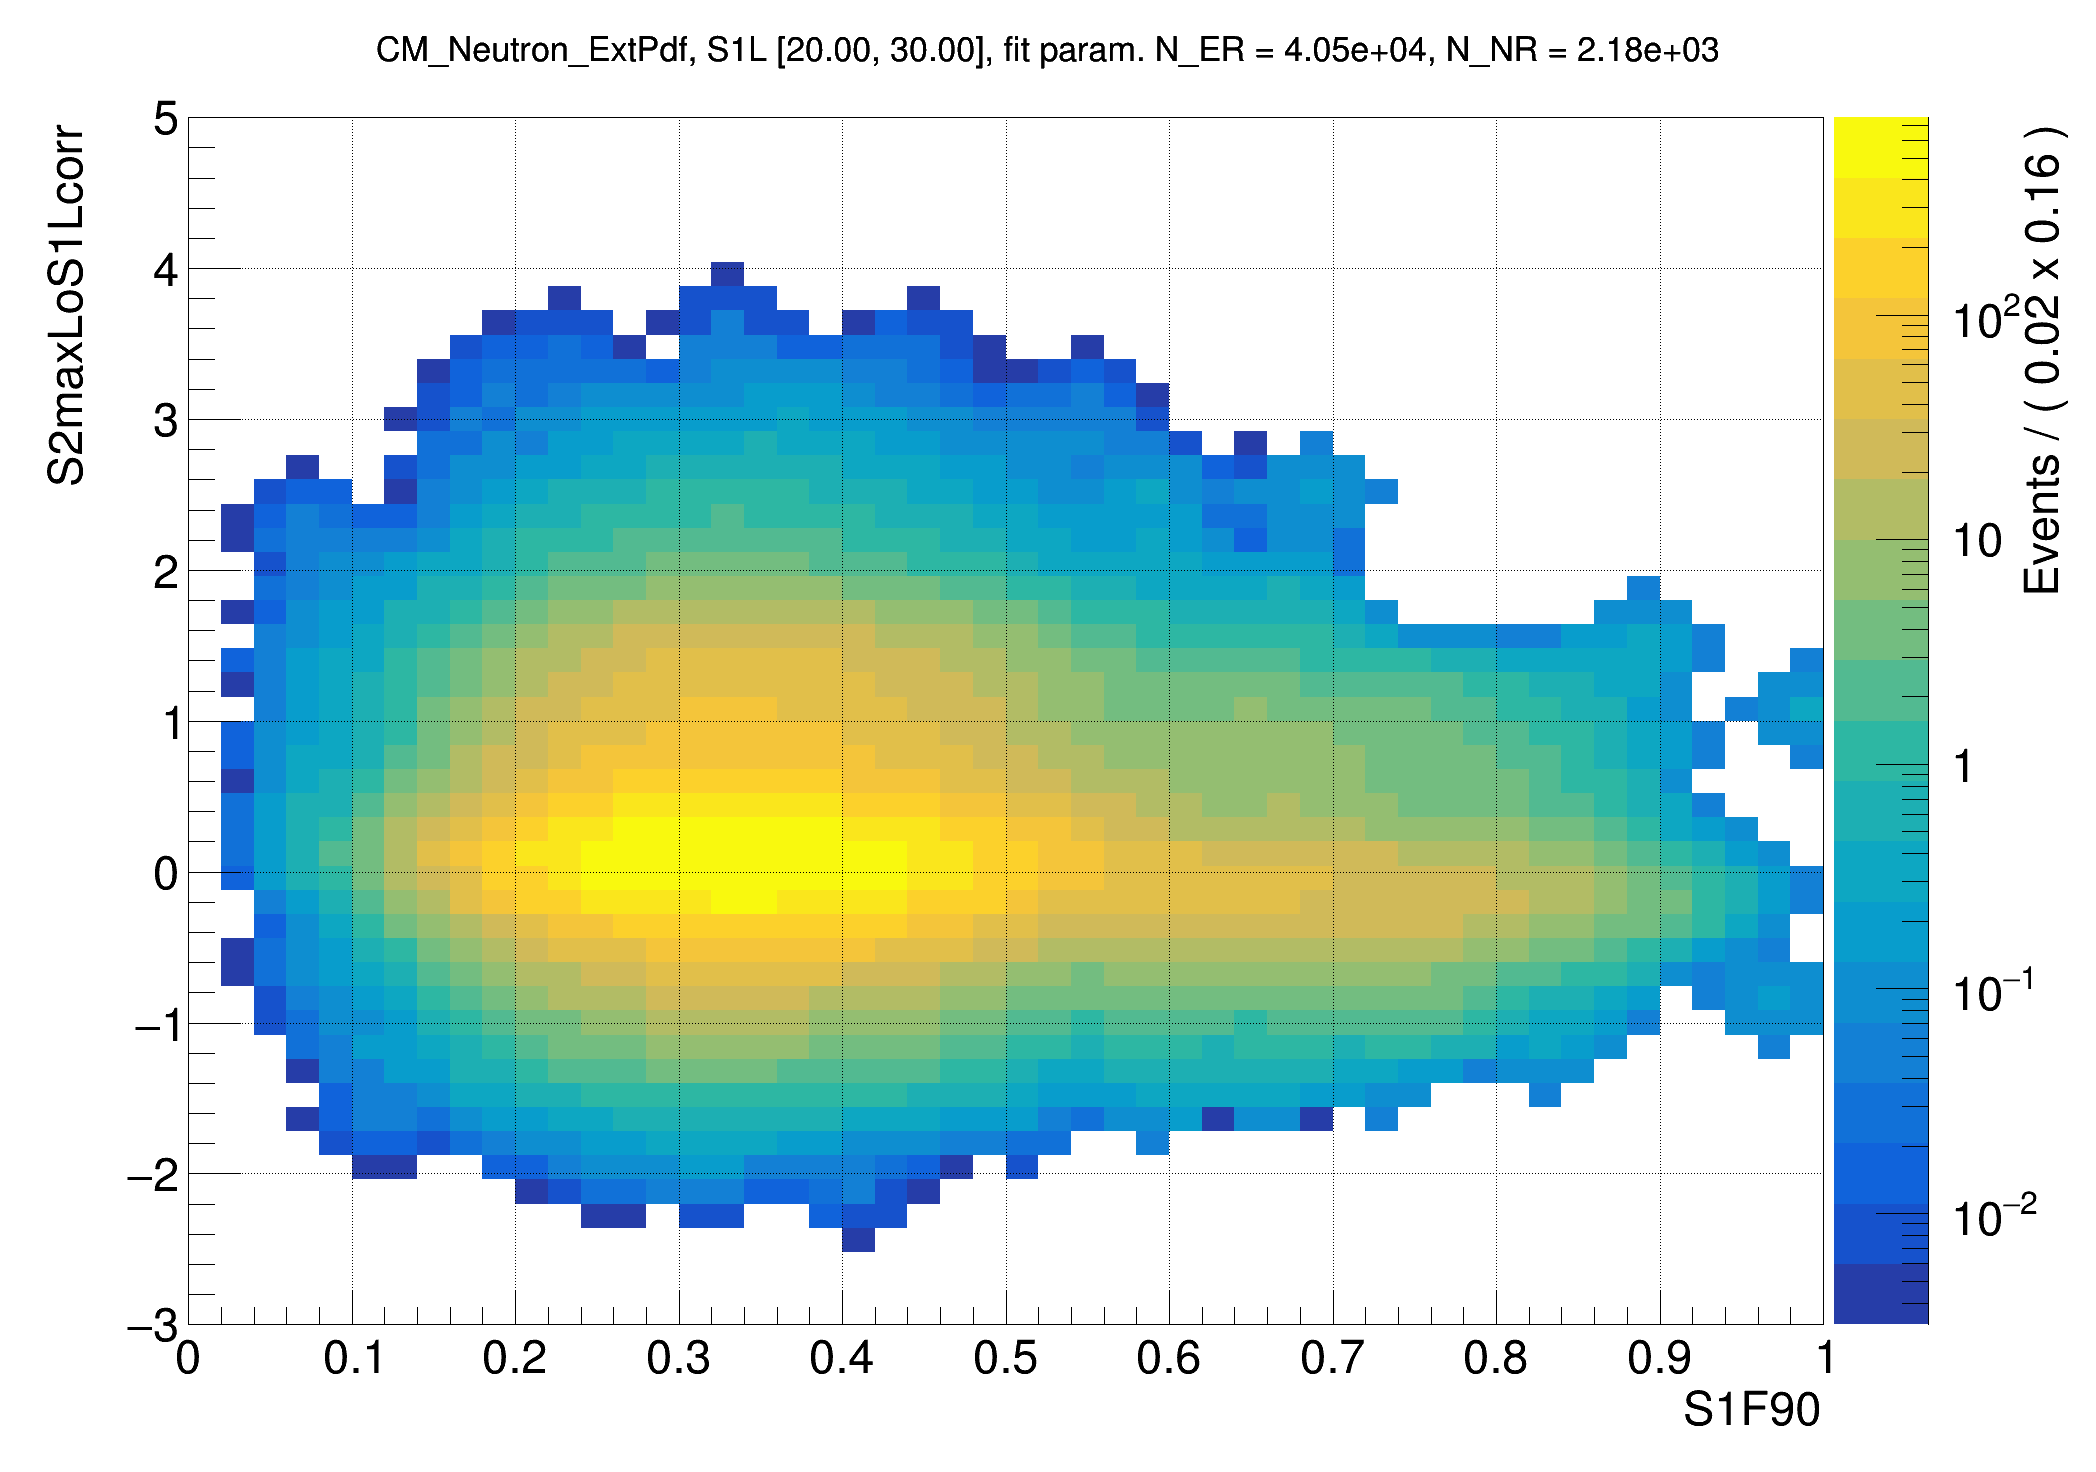 CM_Neutron_ExtPdf, S1L [20.00, 30.00], fit param. N_ER = 4.05e+04, N_NR = 2.18e+03
S2maxLoS1Lcorr
5
4
3
2
1
0
−1
−2
−3
0 0.1 0.2 0.3 0.4 0.5 0.6 0.7 0.8 0.9 1
S1F90
10²
10
1
10⁻¹
10⁻²
Events / ( 0.02 x 0.16 )